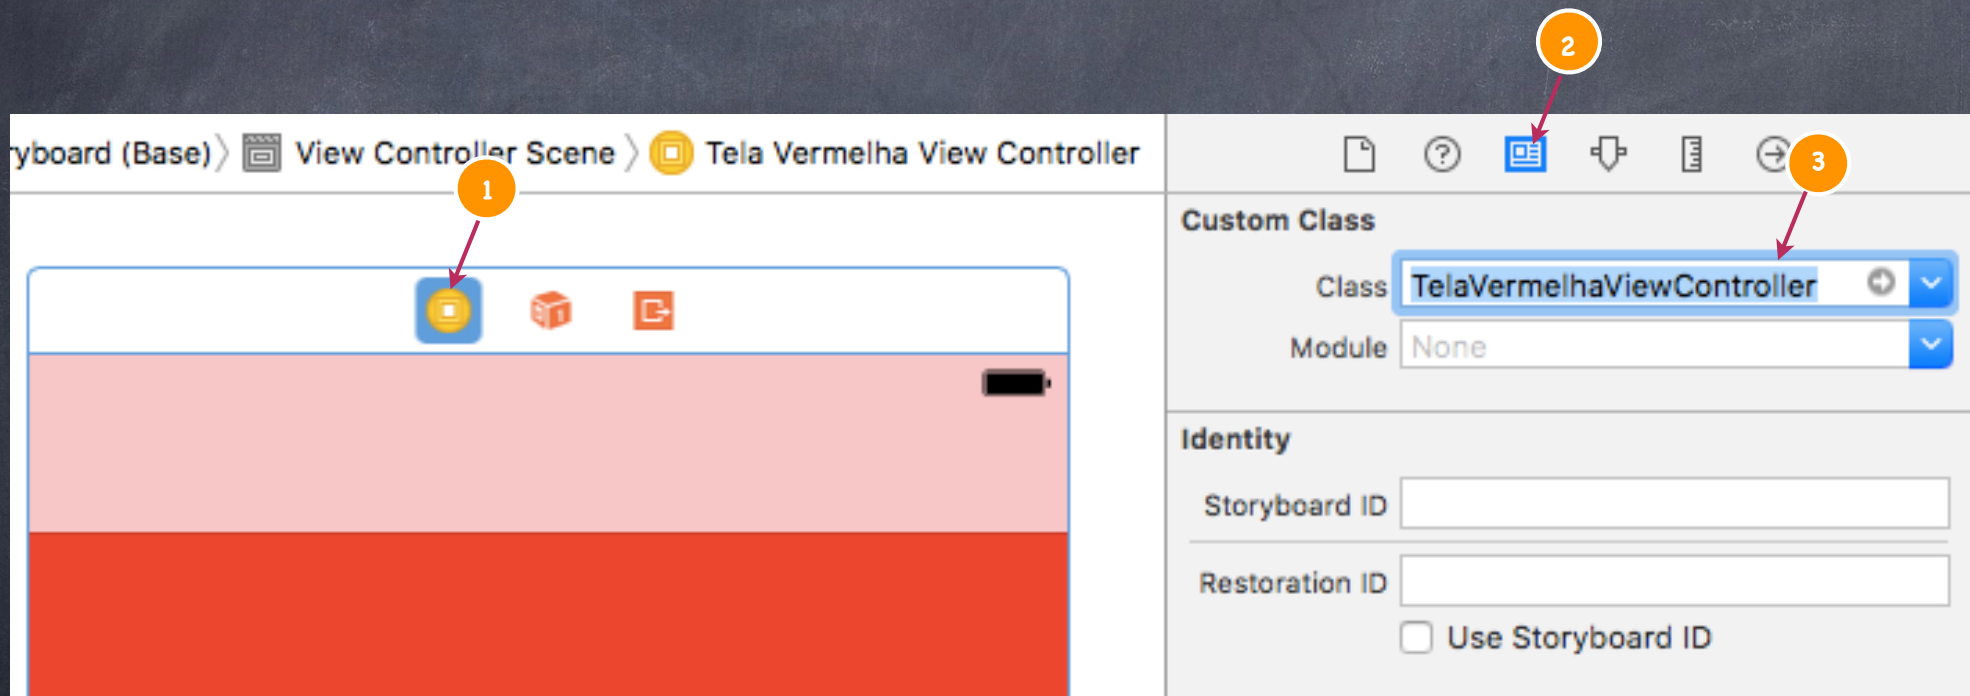 2
ryboard (Base) 〉 View Controller Scene 〉 Tela Vermelha View Controller
1
3
Custom Class
Class TelaVermelhaViewController
Module None
Identity
Storyboard ID
Restoration ID
Use Storyboard ID